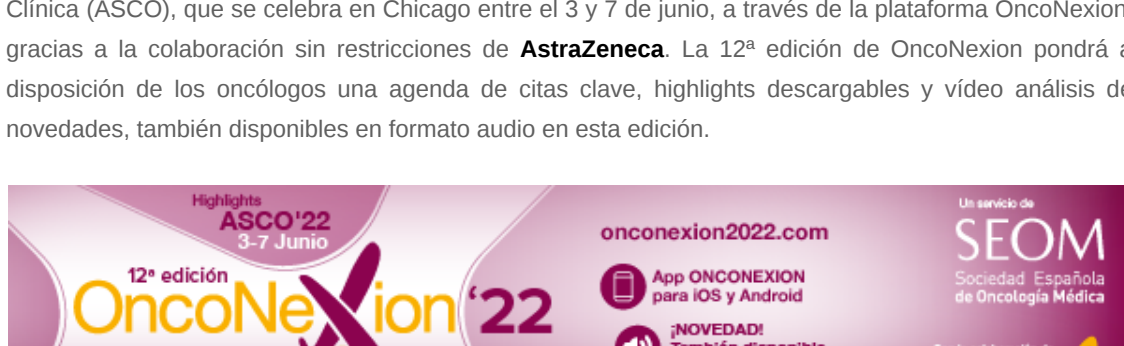 Clínica (ASCO), que se celebra en Chicago entre el 3 y 7 de junio, a través de la plataforma OncoNexion
gracias a la colaboración sin restricciones de AstraZeneca. La 12ª edición de OncoNexion pondrá a
disposición de los oncólogos una agenda de citas clave, highlights descargables y vídeo análisis de
novedades, también disponibles en formato audio en esta edición.
Highlights
ASCO'22
3-7 Junio
12ª edición
OncoNeXion '22
onconexion2022.com
App ONCONEXION
para iOS y Android
¡NOVEDAD!
También disponible
Un servicio de
SEOM
Sociedad Española
de Oncología Médica